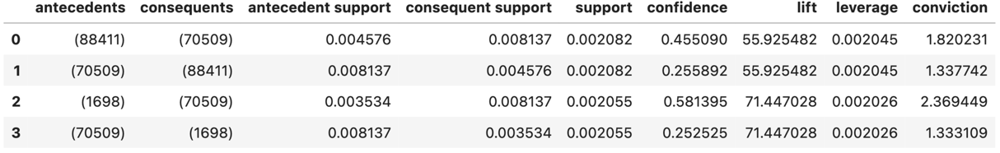 antecedents consequents antecedent support consequent support support confidence lift leverage conviction
0 (88411) (70509) 0.004576 0.008137 0.002082 0.455090 55.925482 0.002045 1.820231
1 (70509) (88411) 0.008137 0.004576 0.002082 0.255892 55.925482 0.002045 1.337742
2 (1698) (70509) 0.003534 0.008137 0.002055 0.581395 71.447028 0.002026 2.369449
3 (70509) (1698) 0.008137 0.003534 0.002055 0.252525 71.447028 0.002026 1.333109